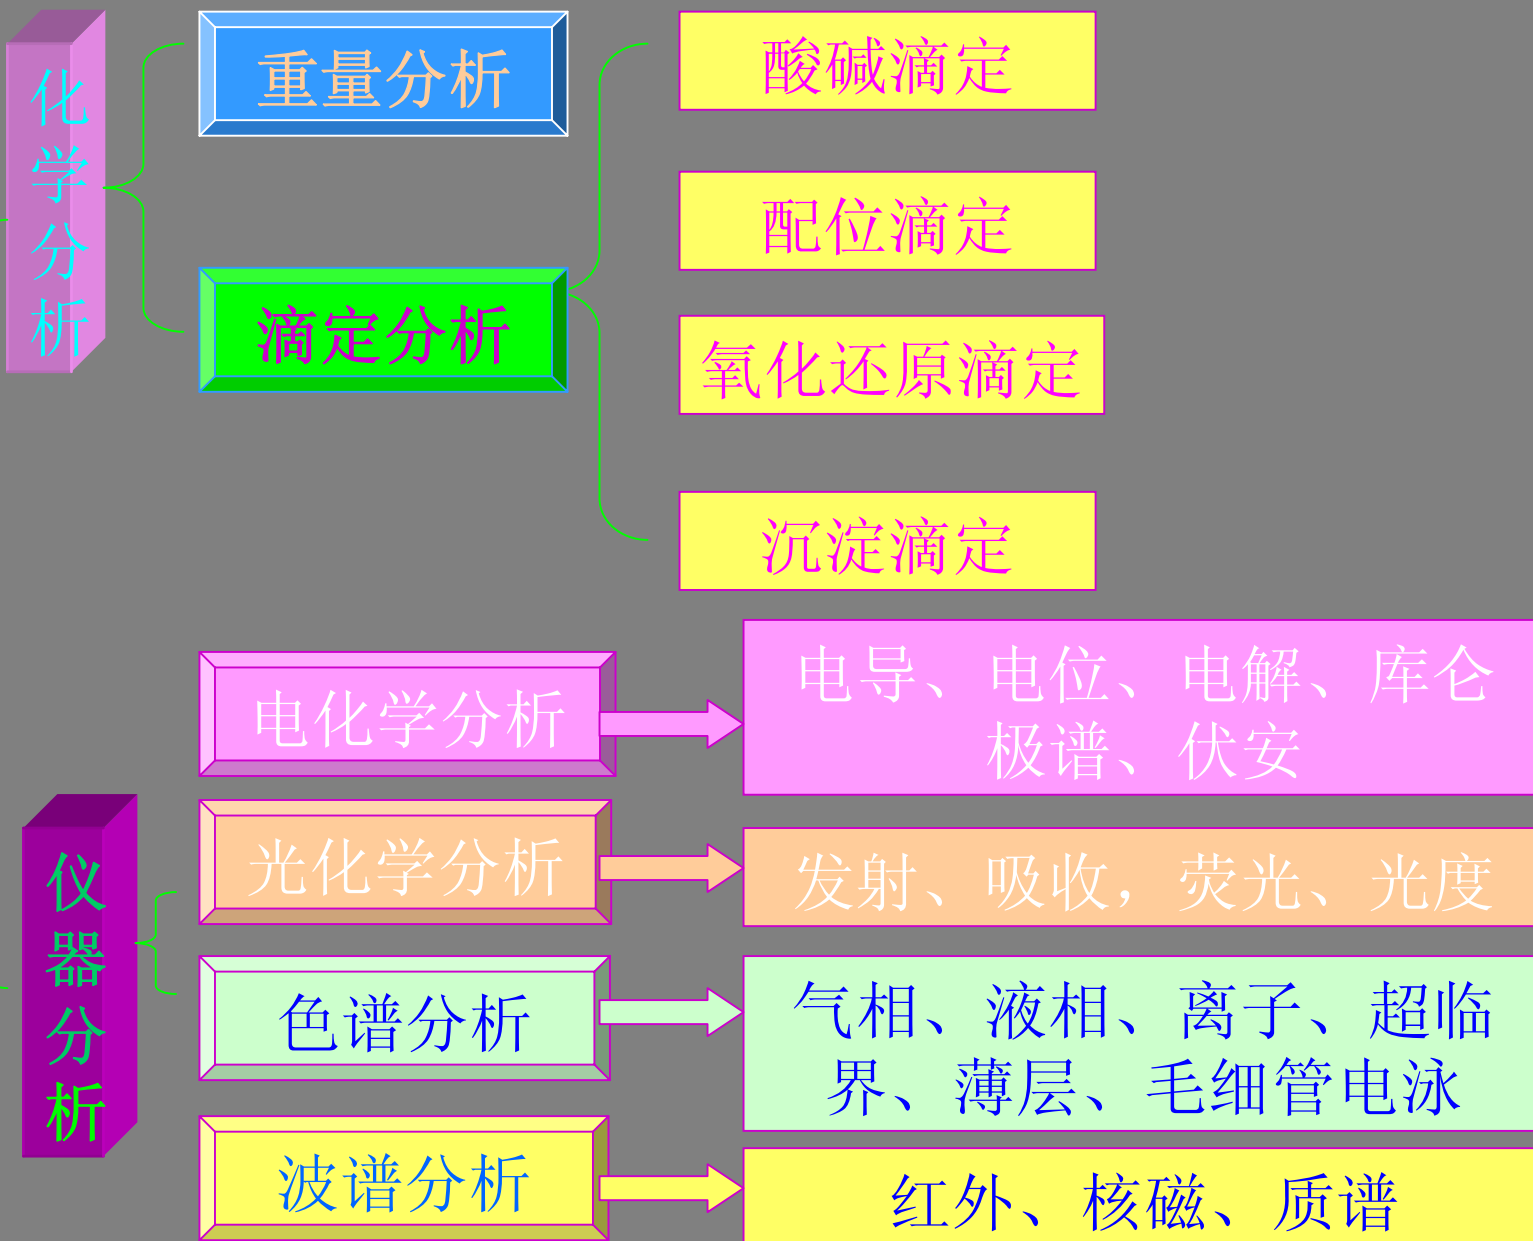 化学分析
重量分析
滴定分析
酸碱滴定
配位滴定
氧化还原滴定
沉淀滴定
仪器分析
电化学分析
电导、电位、电解、库仑
极谱、伏安
光化学分析
发射、吸收，荧光、光度
色谱分析
气相、液相、离子、超临
界、薄层、毛细管电泳
波谱分析
红外、核磁、质谱